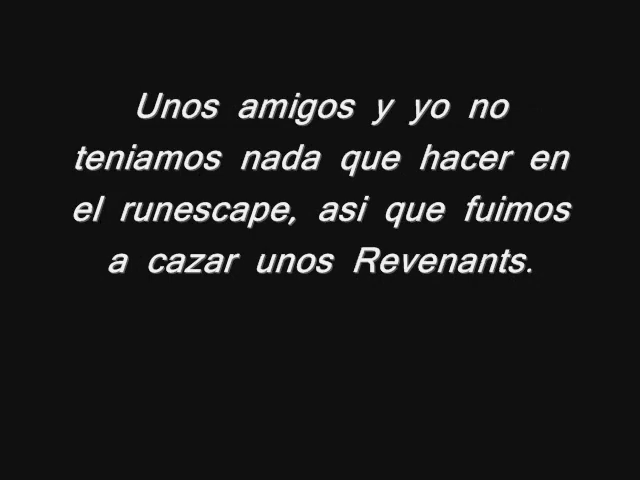 Unos amigos y yo no
teniamos nada que hacer en
el runescape, asi que fuimos
a cazar unos Revenants.